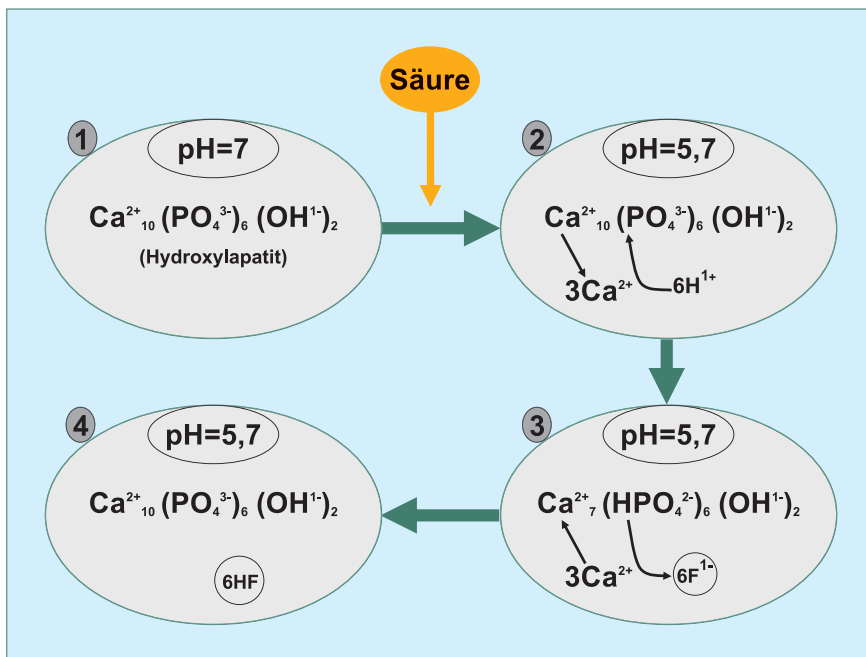 Säure
1
pH=7
Ca²⁺₁₀ (PO₄³⁻)₆ (OH¹⁻)₂
(Hydroxylapatit)
2
pH=5,7
Ca²⁺₁₀ (PO₄³⁻)₆ (OH¹⁻)₂
3Ca²⁺ 6H¹⁺
3
pH=5,7
Ca²⁺₇ (HPO₄²⁻)₆ (OH¹⁻)₂
3Ca²⁺ 6F¹⁻
4
pH=5,7
Ca²⁺₁₀ (PO₄³⁻)₆ (OH¹⁻)₂
6HF